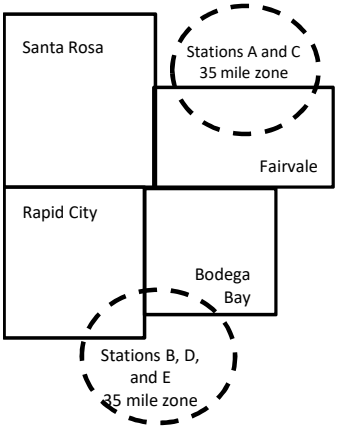 Santa Rosa
Stations A and C
35 mile zone
Fairvale
Rapid City
Bodega
Bay
Stations B, D,
and E
35 mile zone